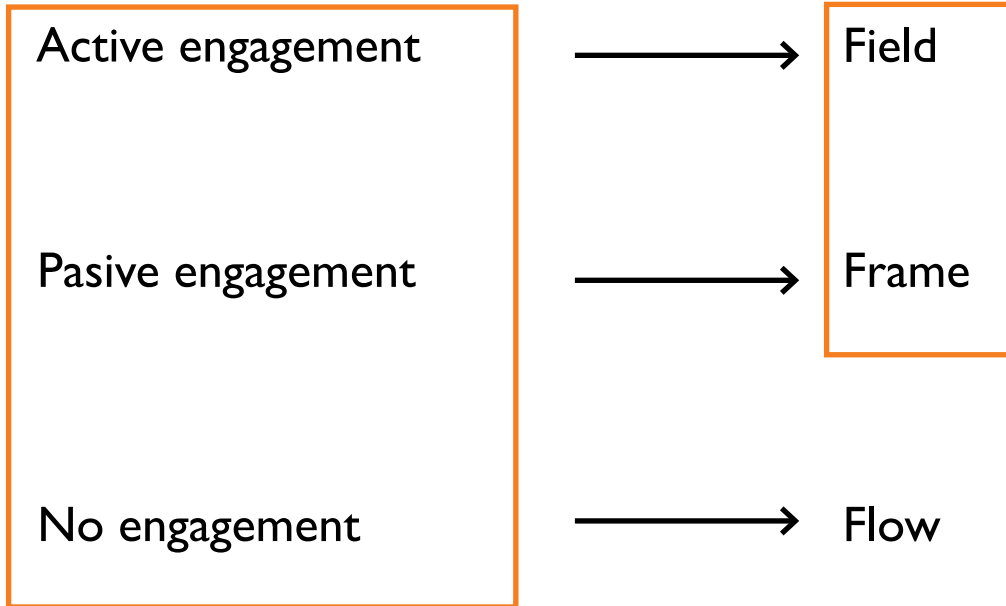 Active engagement Field
Pasive engagement Frame
No engagement Flow